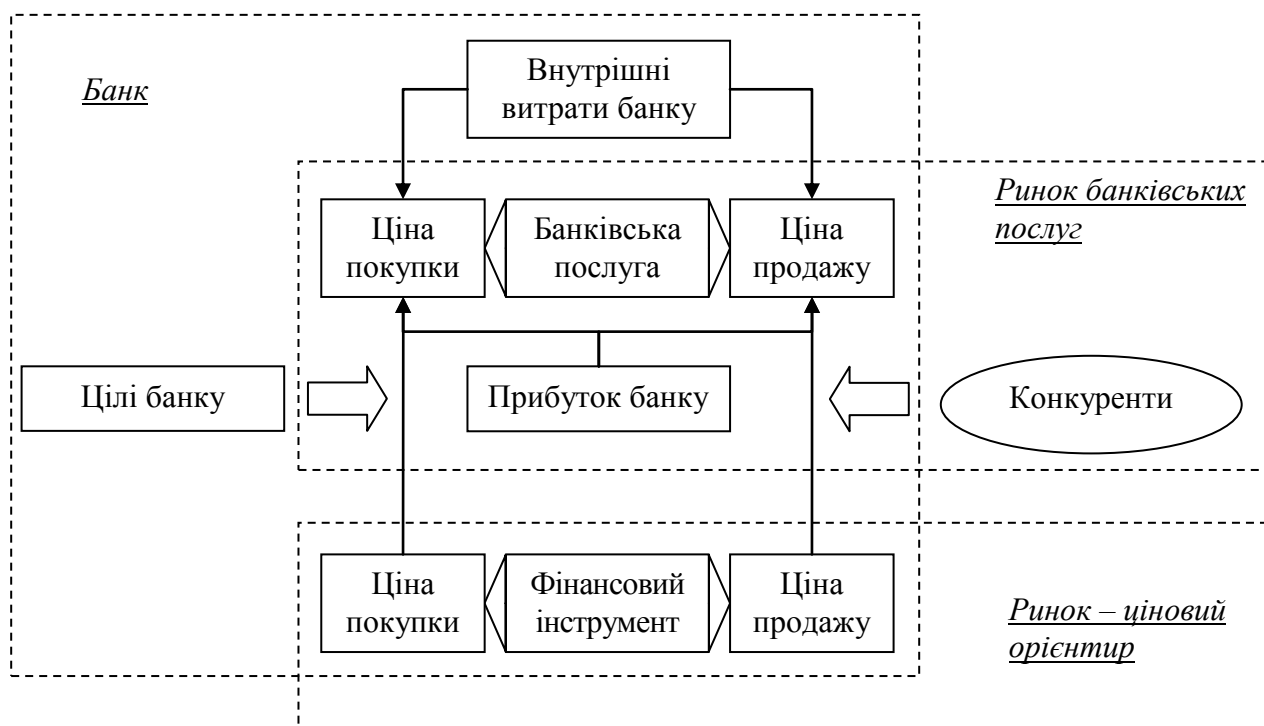 Внутрішні
витрати банку
Банк
Ринок банківських
послуг
Ціна
покупки
Банківська
послуга
Ціна
продажу
Цілі банку
Прибуток банку
Конкуренти
Ціна
покупки
Фінансовий
інструмент
Ціна
продажу
Ринок – ціновий
орієнтир